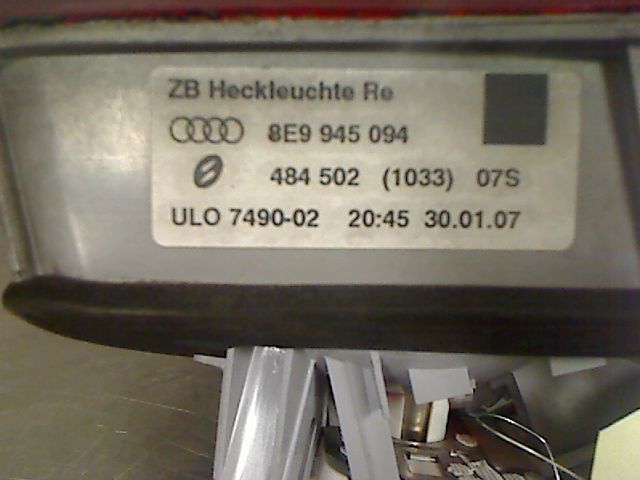 ZB Heckleuchte Re
8E9 945 094
484 502 (1033) 07S
ULO 7490-02 20:45 30.01.07